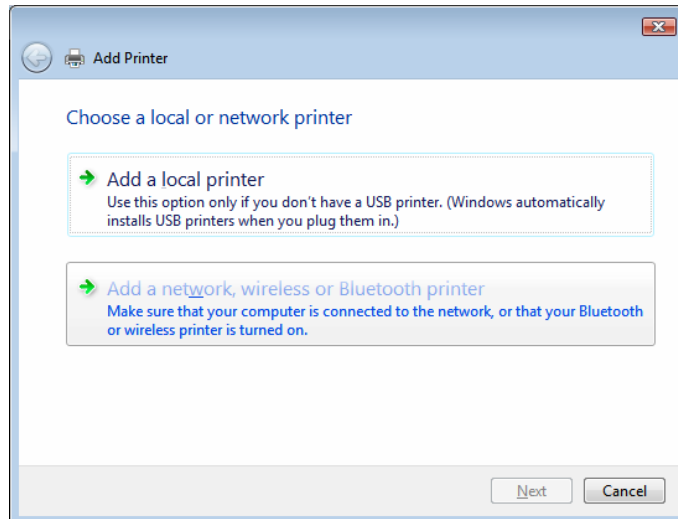 Add Printer
Choose a local or network printer
Add a local printer
Use this option only if you don't have a USB printer. (Windows automatically
installs USB printers when you plug them in.)
Add a network, wireless or Bluetooth printer
Make sure that your computer is connected to the network, or that your Bluetooth
or wireless printer is turned on.
Next Cancel